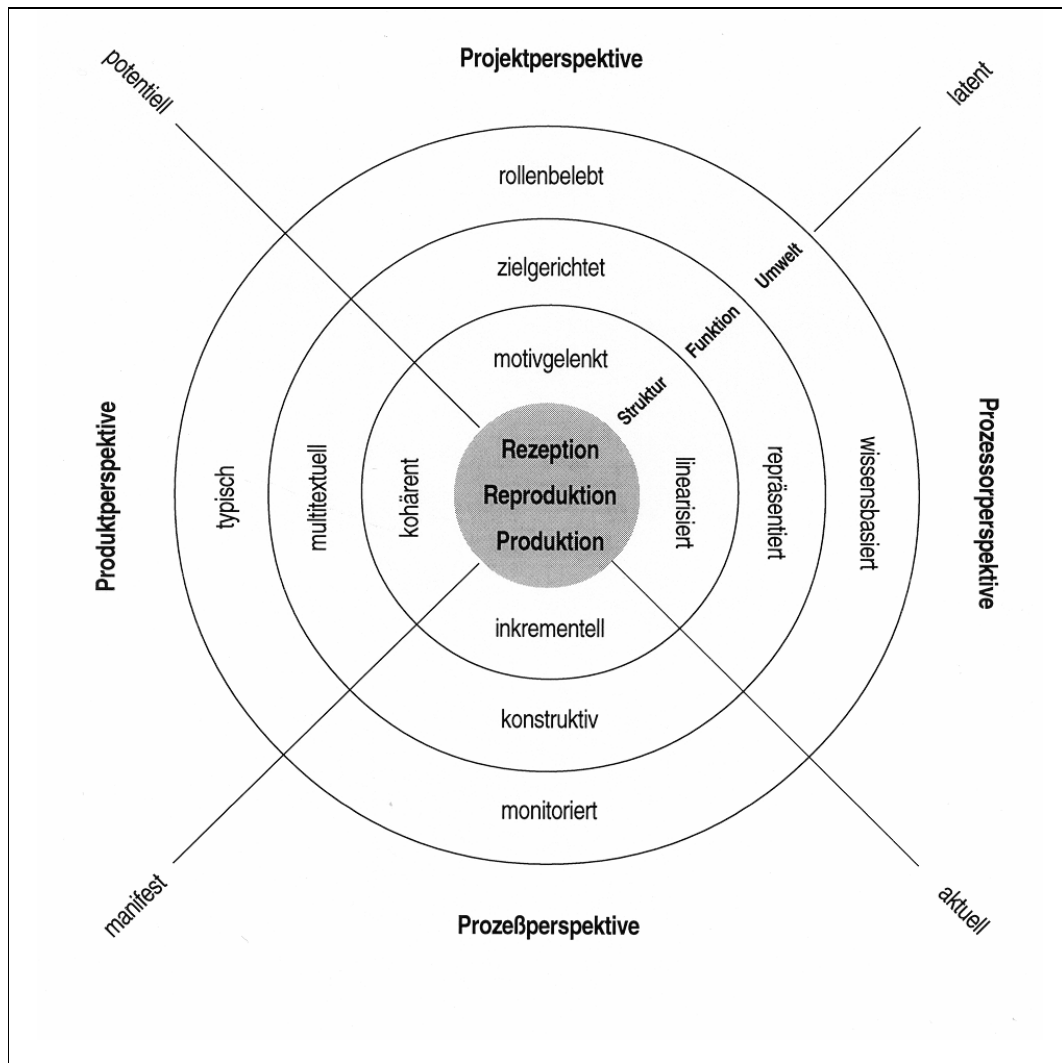 Projektperspektive
potentiell
latent
rollenbelebt
Umwelt
zielgerichtet
Funktion
motivgelenkt
Struktur
Produktperspektive
typisch
multitextuell
kohärent
Rezeption
Reproduktion
Produktion
linearisiert
repräsentiert
wissensbasiert
Prozessorperspektive
inkrementell
konstruktiv
monitoriert
manifest
Prozeßperspektive
aktuell